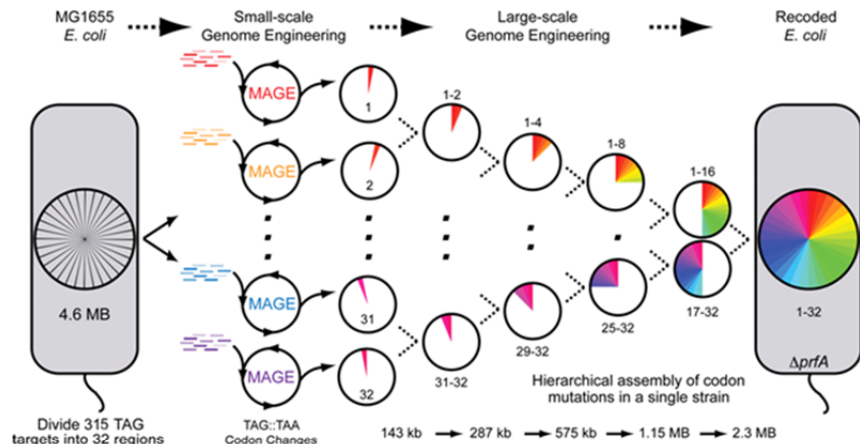 MG1655
E. coli
Small-scale
Genome Engineering
Large-scale
Genome Engineering
Recoded
E. coli
MAGE
1
1-2
MAGE
2
1-4
1-8
1-16
4.6 MB
MAGE
31
MAGE
32
31-32
29-32
25-32
17-32
1-32
ΔprfA
Hierarchical assembly of codon
mutations in a single strain
Divide 315 TAG
targets into 32 regions
TAG::TAA
Codon Changes
143 kb 287 kb 575 kb 1.15 MB 2.3 MB